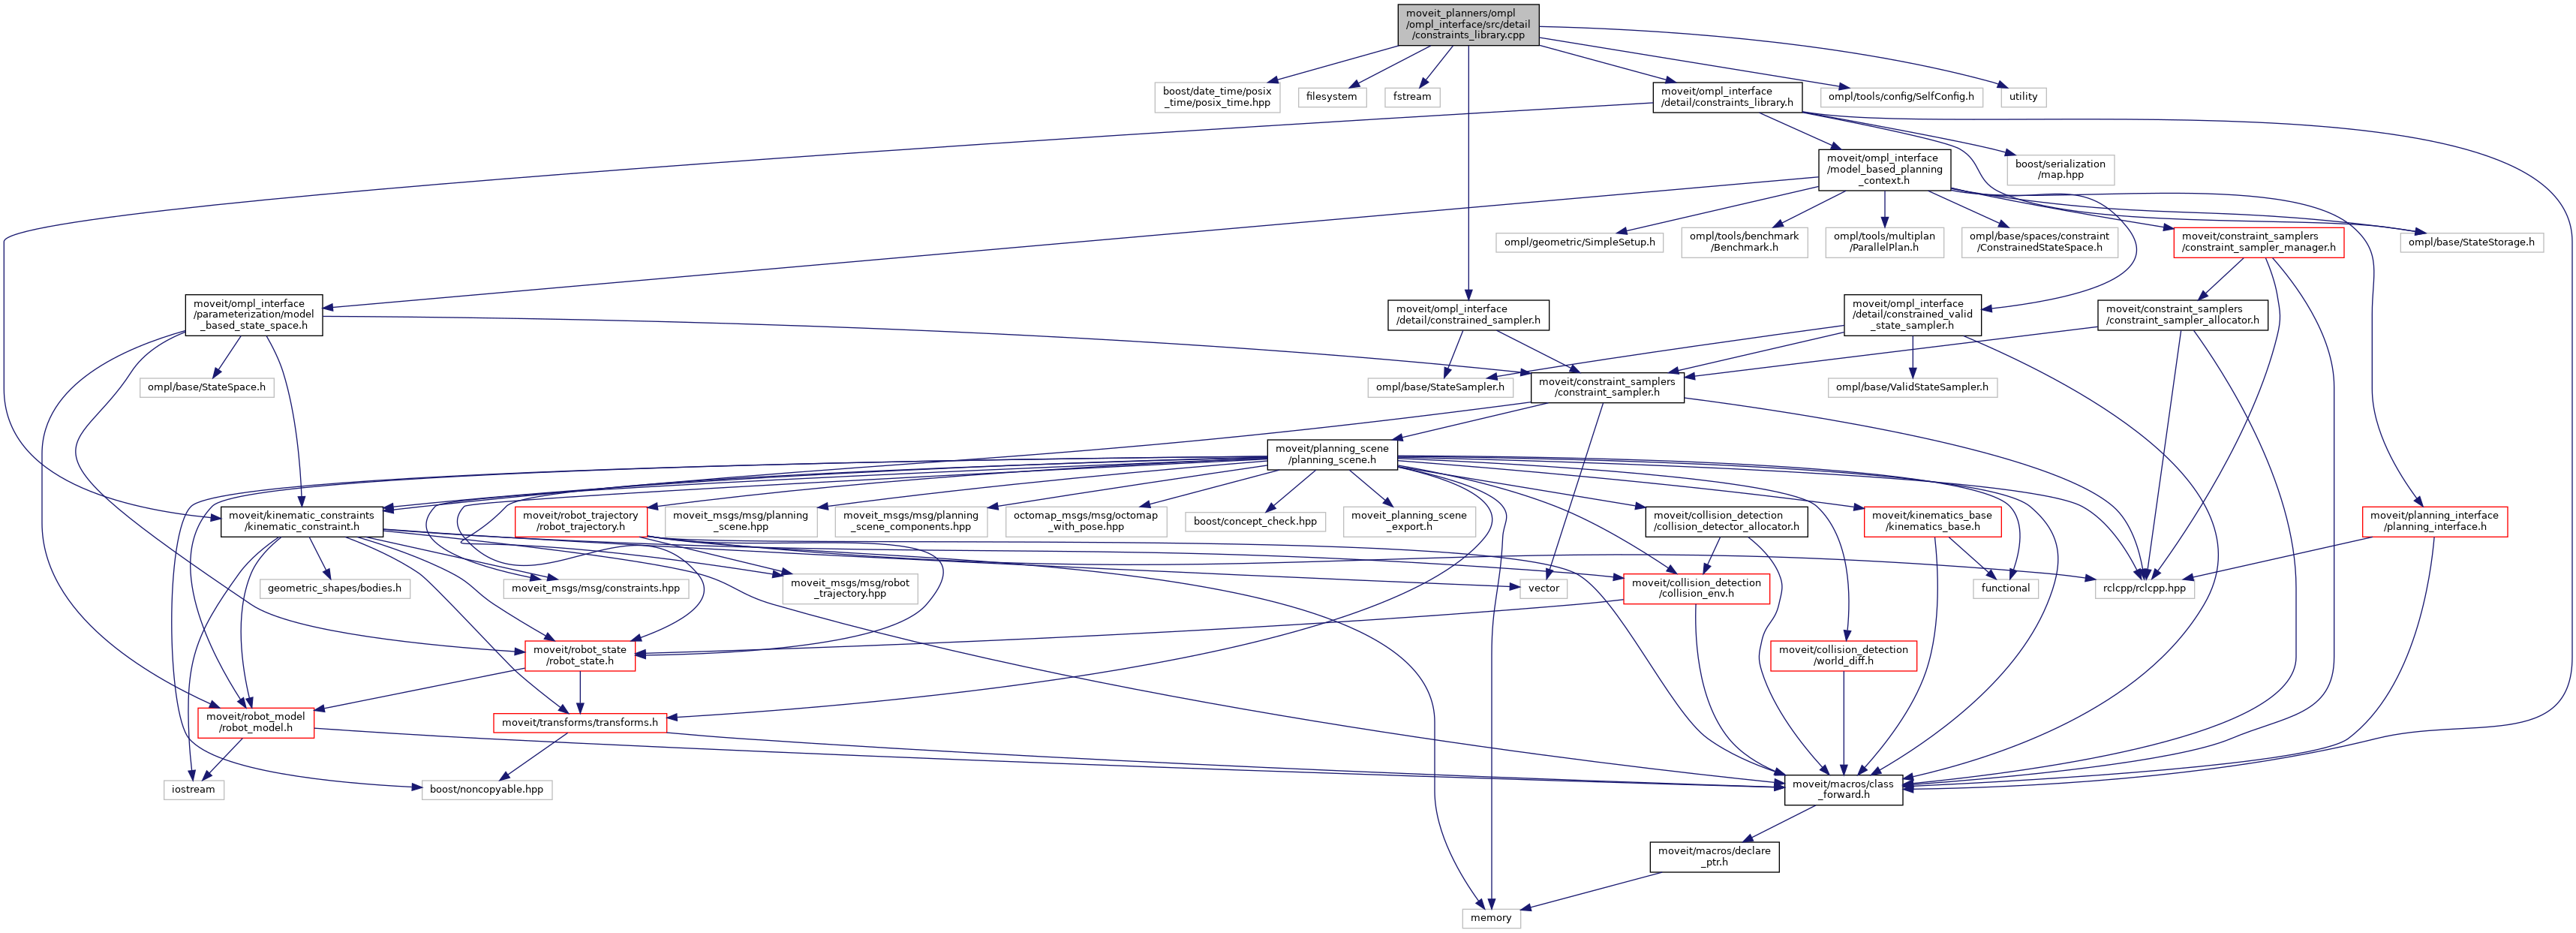 moveit_planners/ompl
/ompl_interface/src/detail
/constraints_library.cpp
boost/date_time/posix
_time/posix_time.hpp
filesystem
fstream
moveit/ompl_interface
/detail/constraints_library.h
ompl/tools/config/SelfConfig.h
utility
moveit/ompl_interface
/model_based_planning
_context.h
boost/serialization
/map.hpp
ompl/geometric/SimpleSetup.h
ompl/tools/benchmark
/Benchmark.h
ompl/tools/multiplan
/ParallelPlan.h
ompl/base/spaces/constraint
/ConstrainedStateSpace.h
moveit/constraint_samplers
/constraint_sampler_manager.h
ompl/base/StateStorage.h
moveit/ompl_interface
/parameterization/model
_based_state_space.h
moveit/ompl_interface
/detail/constrained_sampler.h
moveit/ompl_interface
/detail/constrained_valid
_state_sampler.h
moveit/constraint_samplers
/constraint_sampler_allocator.h
ompl/base/StateSpace.h
ompl/base/StateSampler.h
moveit/constraint_samplers
/constraint_sampler.h
ompl/base/ValidStateSampler.h
moveit/planning_scene
/planning_scene.h
moveit/kinematic_constraints
/kinematic_constraint.h
moveit/robot_trajectory
/robot_trajectory.h
moveit_msgs/msg/planning
_scene.hpp
moveit_msgs/msg/planning
_scene_components.hpp
octomap_msgs/msg/octomap
_with_pose.hpp
boost/concept_check.hpp
moveit_planning_scene
_export.h
moveit/collision_detection
/collision_detector_allocator.h
moveit/kinematics_base
/kinematics_base.h
moveit/planning_interface
/planning_interface.h
geometric_shapes/bodies.h
moveit_msgs/msg/constraints.hpp
moveit_msgs/msg/robot
_trajectory.hpp
vector
moveit/collision_detection
/collision_env.h
functional
rclcpp/rclcpp.hpp
moveit/robot_state
/robot_state.h
moveit/collision_detection
/world_diff.h
moveit/robot_model
/robot_model.h
moveit/transforms/transforms.h
iostream
boost/noncopyable.hpp
moveit/macros/class
_forward.h
moveit/macros/declare
_ptr.h
memory